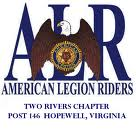 ALR
AMERICAN LEGION RIDERS
TWO RIVERS CHAPTER
POST 146 HOPEWELL, VIRGINIA